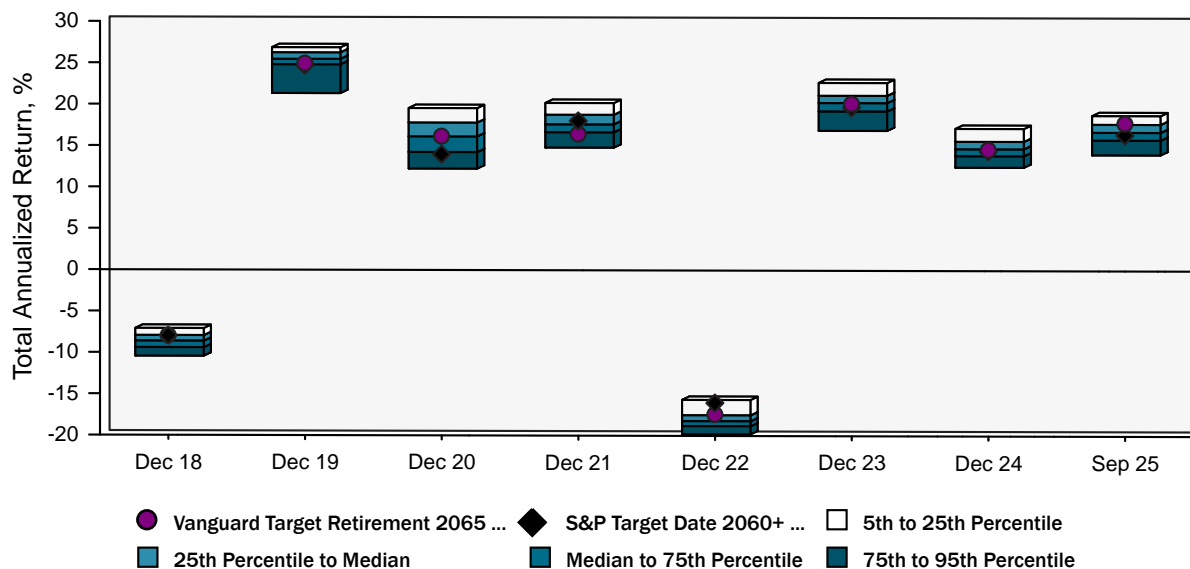 Total Annualized Return, %
30
25
20
15
10
5
0
-5
-10
-15
-20
Dec 18 Dec 19 Dec 20 Dec 21 Dec 22 Dec 23 Dec 24 Sep 25
Vanguard Target Retirement 2065 ... S&P Target Date 2060+ ... 5th to 25th Percentile
25th Percentile to Median Median to 75th Percentile 75th to 95th Percentile